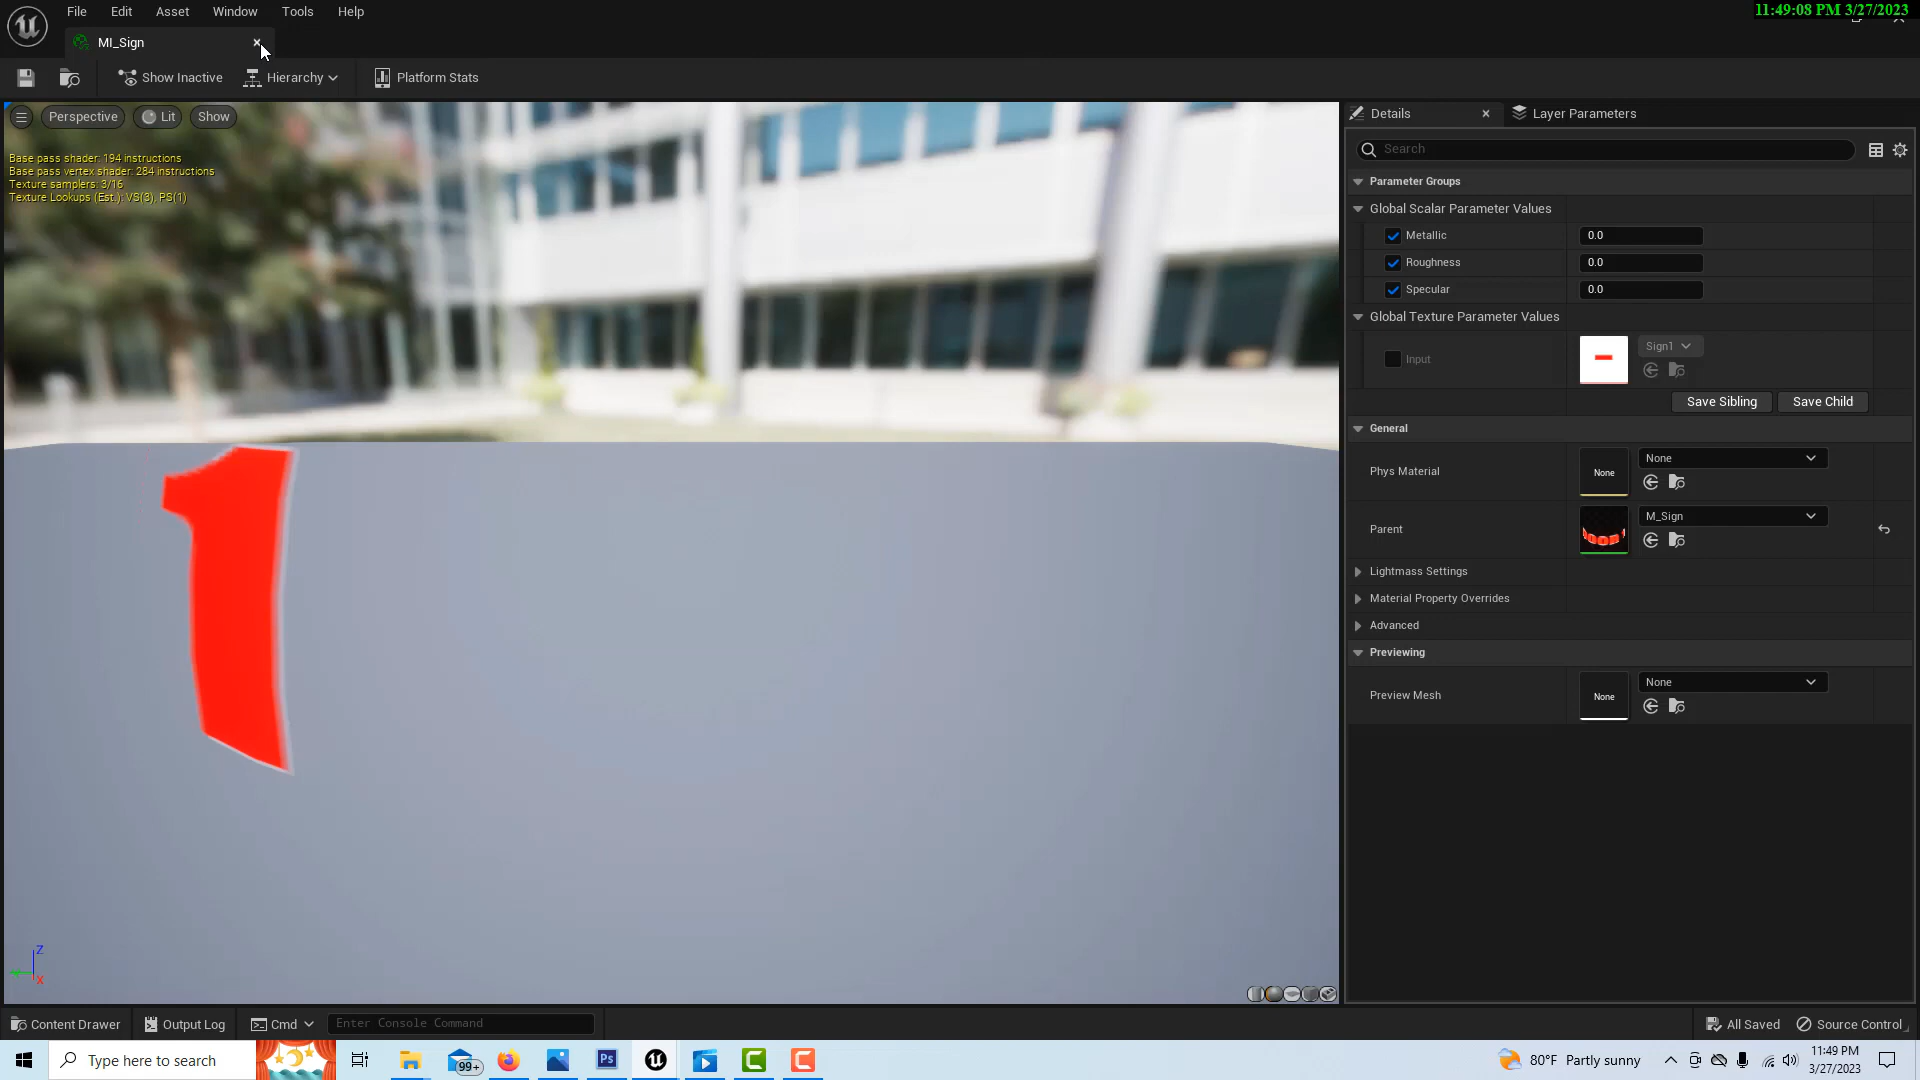 File Edit Asset Window Tools Help
11:49:08 PM 3/27/2023
MI_Sign
Show Inactive Hierarchy Platform Stats
Perspective Lit Show
Base pass shader: 194 instructions
Base pass vertex shader: 284 instructions
Texture samplers: 3/16
Texture Lookups (Est.): VS(3), PS(1)
1
Z
X
Details Layer Parameters
Search
Parameter Groups
Global Scalar Parameter Values
Metallic 0.0
Roughness 0.0
Specular 0.0
Global Texture Parameter Values
Input Sign1
Save Sibling Save Child
General
Phys Material None None
Parent M_Sign
Lightmass Settings
Material Property Overrides
Advanced
Previewing
Preview Mesh None None
Content Drawer Output Log Cmd Enter Console Command All Saved Source Control
Type here to search 99+ Ps 80°F Partly sunny 11:49 PM
3/27/2023